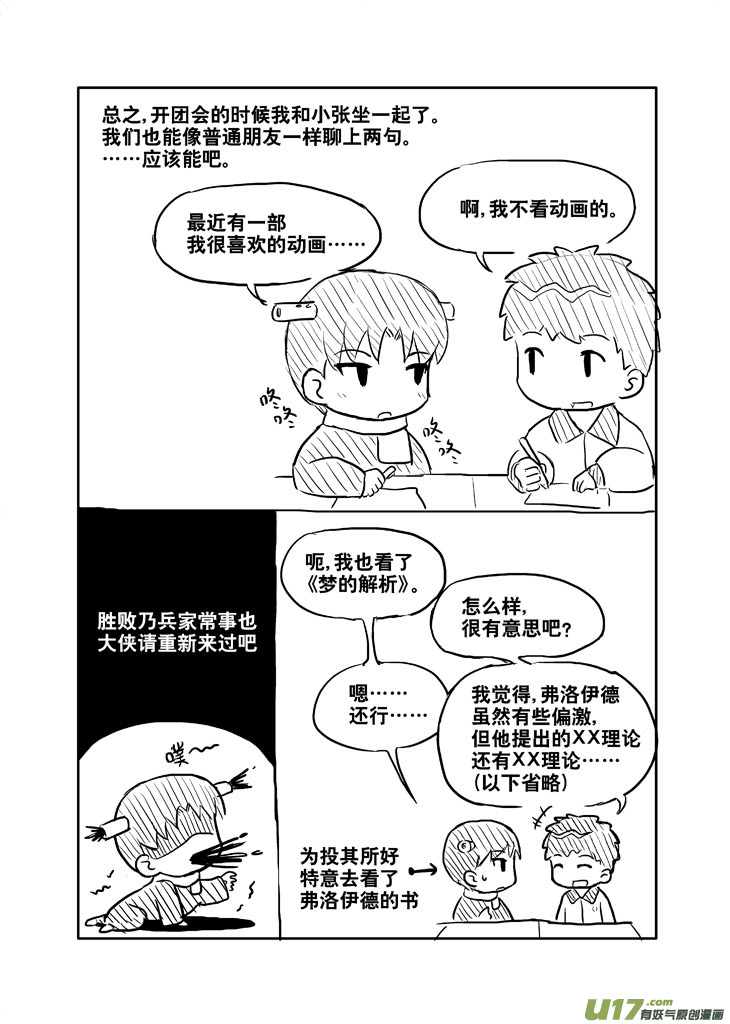 总之,开团会的时候我和小张坐一起了。
我们也能像普通朋友一样聊上两句。
……应该能吧。
最近有一部
我很喜欢的动画……
啊,我不看动画的。
咚
咚
咚
咚
胜败乃兵家常事也
大侠请重新来过吧
噗~
呃,我也看了
《梦的解析》。
怎么样,
很有意思吧?
嗯……
还行……
我觉得,弗洛伊德
虽然有些偏激,
但他提出的XX理论
还有XX理论……
(以下省略)
为投其所好
特意去看了
弗洛伊德的书
U17.com
有妖气原创漫画